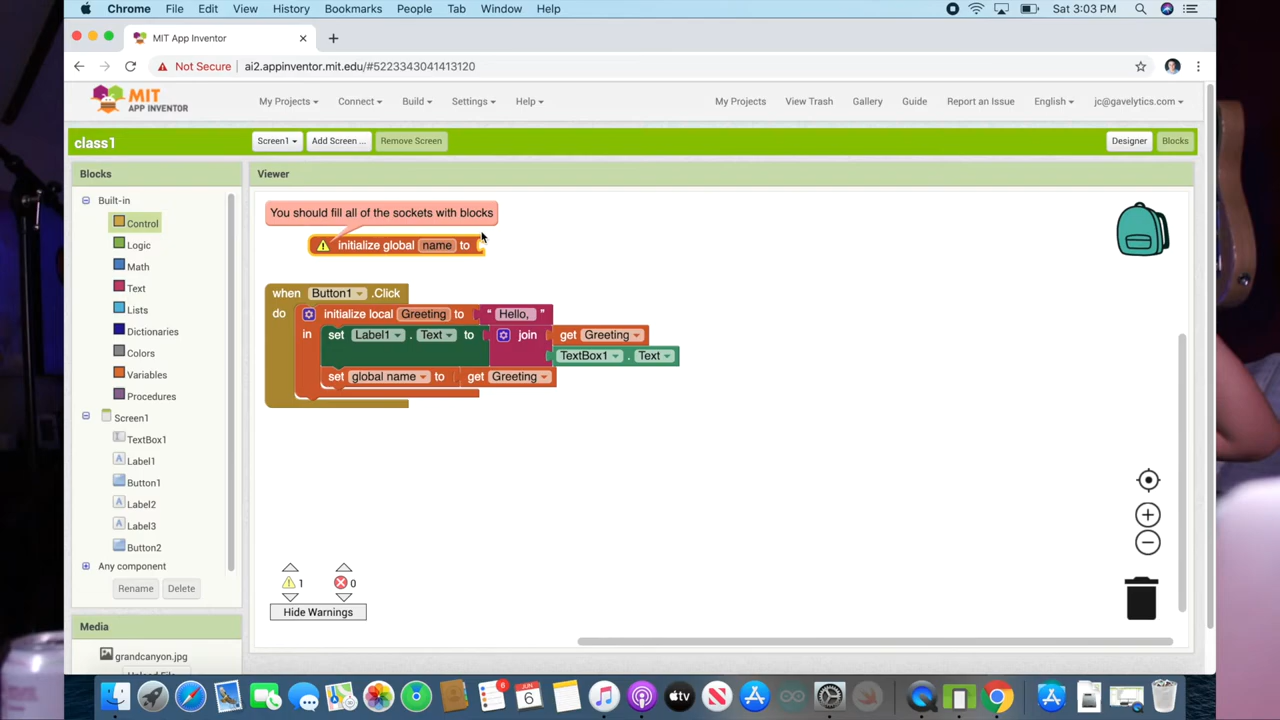 Chrome File Edit View History Bookmarks People Tab Window Help Sat 3:03 PM
MIT App Inventor
Not Secure ai2.appinventor.mit.edu/#5223343041413120
MIT APP INVENTOR
My Projects Connect Build Settings Help My Projects View Trash Gallery Guide Report an Issue English jc@gavelytics.com
class1 Screen1 Add Screen ... Remove Screen Designer Blocks
Blocks Viewer
Built-in
Control
Logic
Math
Text
Lists
Dictionaries
Colors
Variables
Procedures
Screen1
TextBox1
Label1
Button1
Label2
Label3
Button2
Any component
Rename Delete
Media
grandcanyon.jpg
You should fill all of the sockets with blocks
initialize global name to
when Button1 .Click
do initialize local Greeting to " Hello, "
in set Label1 . Text to join get Greeting
TextBox1 . Text
set global name to get Greeting
1 0
Hide Warnings
6
JUN
6
tv